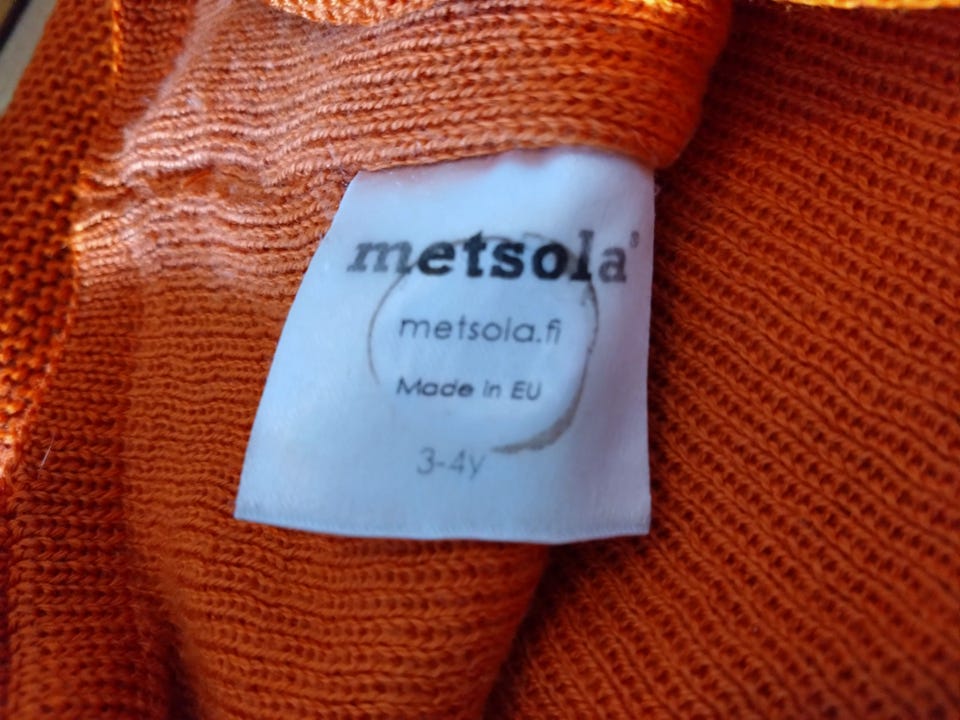 metsola
metsola.fi
Made in EU
3-4y